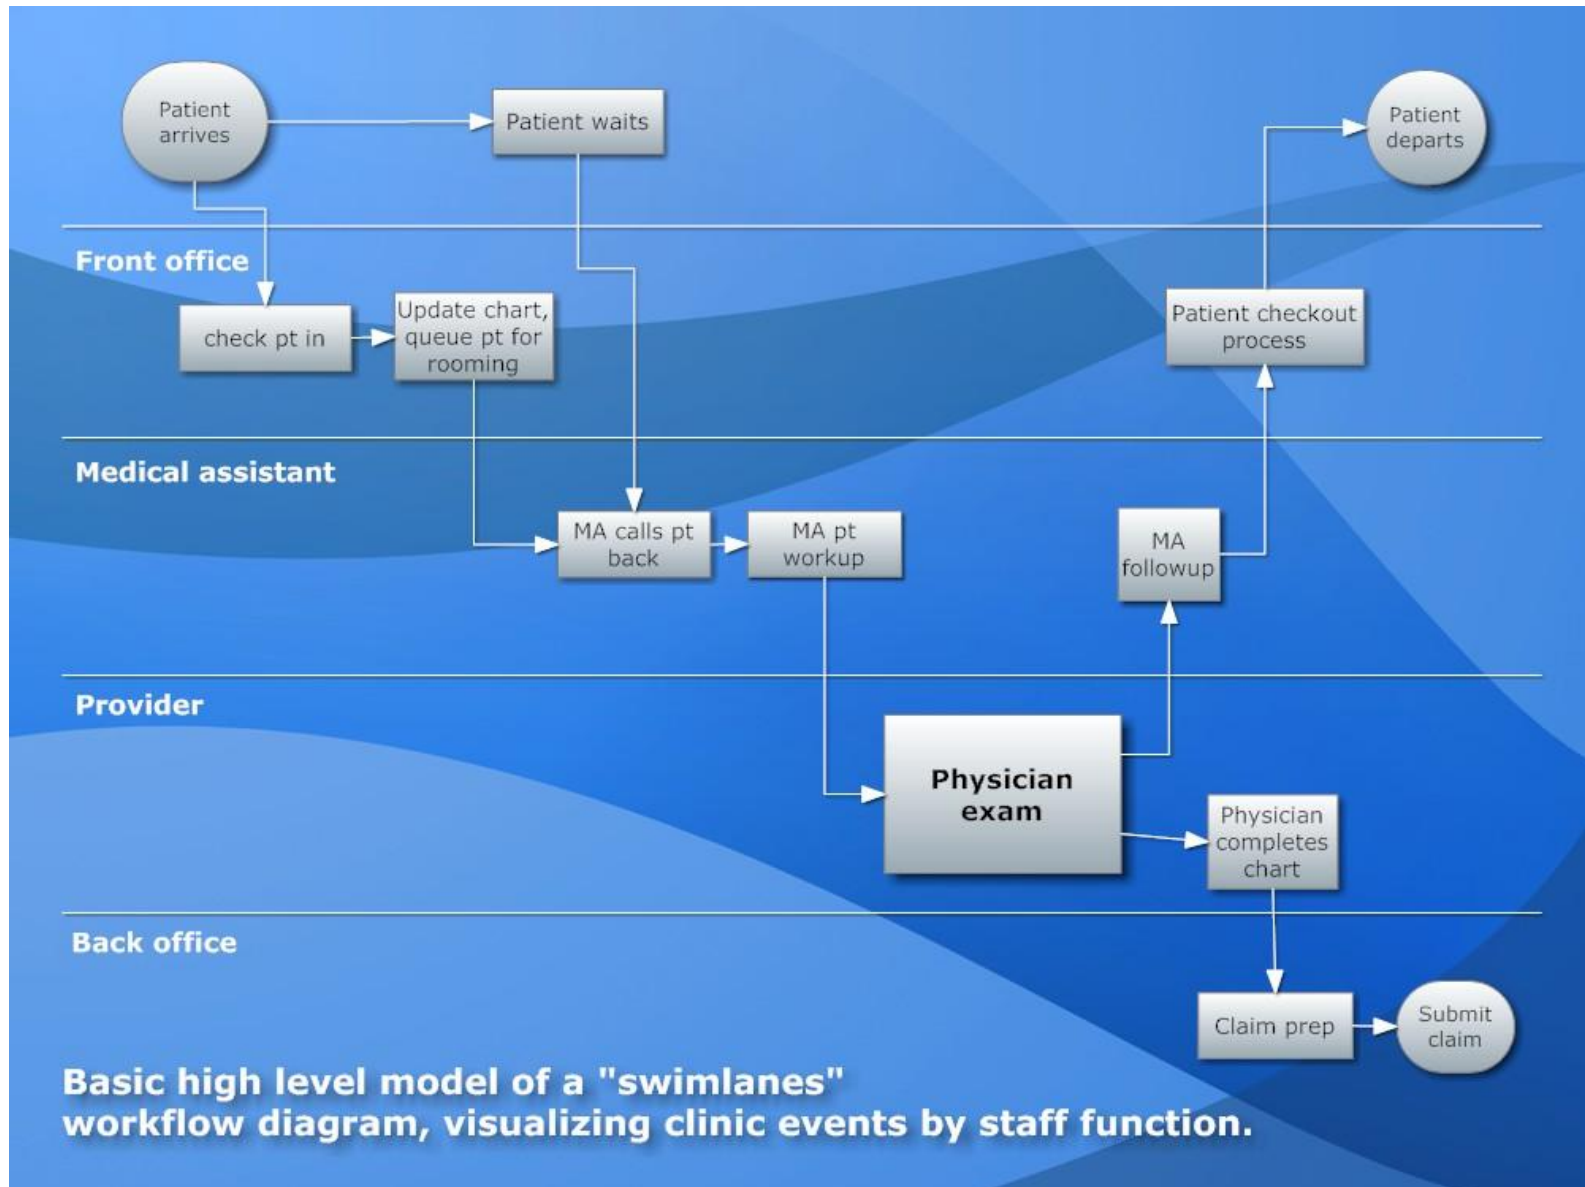 Patient
arrives
Patient waits
Patient
departs
Front office
check pt in
Update chart,
queue pt for
rooming
Patient checkout
process
Medical assistant
MA calls pt
back
MA pt
workup
MA
followup
Provider
Physician
exam
Physician
completes
chart
Back office
Claim prep
Submit
claim
Basic high level model of a "swimlanes"
workflow diagram, visualizing clinic events by staff function.